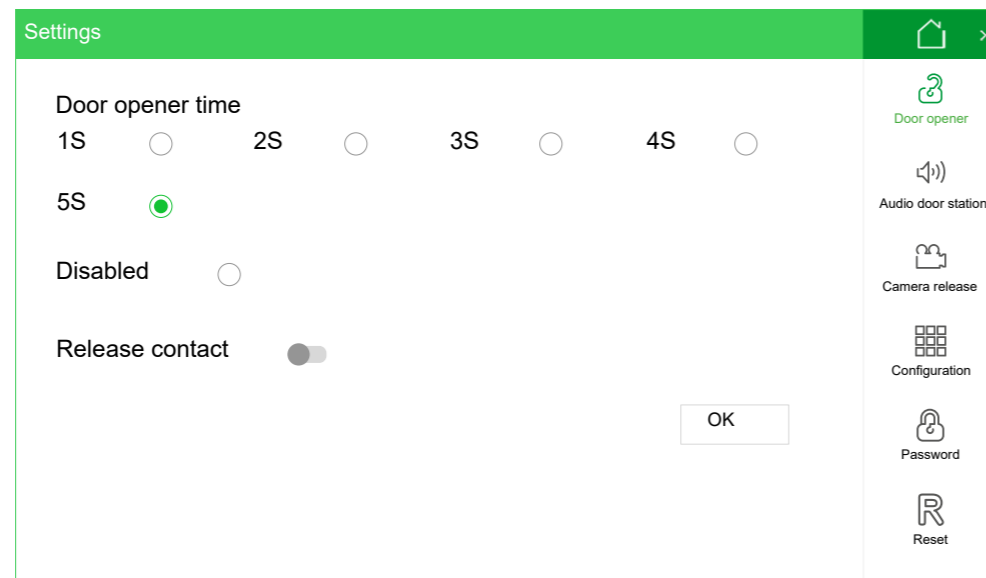 Settings
Door opener time
1S 2S 3S 4S
5S
Disabled
Release contact
OK
Door opener
Audio door station
Camera release
Configuration
Password
R
Reset